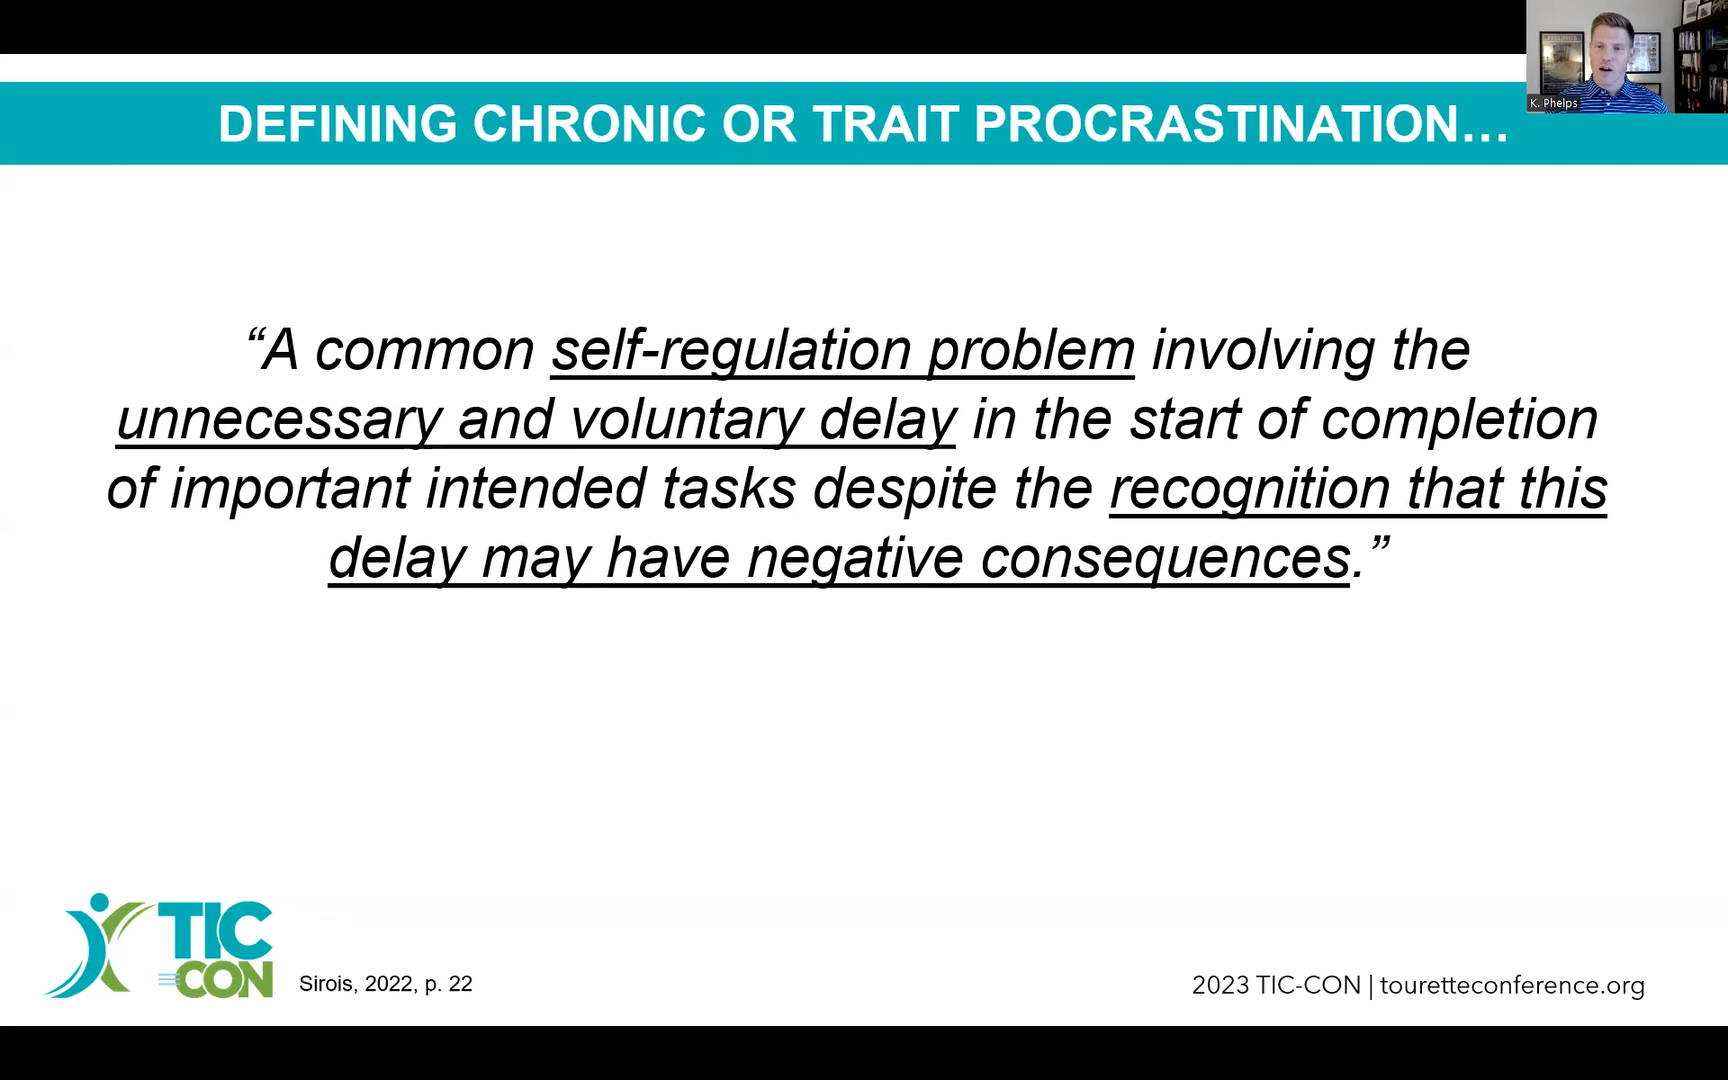 K. Phelps
DEFINING CHRONIC OR TRAIT PROCRASTINATION…
“A common self-regulation problem involving the
unnecessary and voluntary delay in the start of completion
of important intended tasks despite the recognition that this
delay may have negative consequences.”
TIC
CON
Sirois, 2022, p. 22
2023 TIC-CON | touretteconference.org